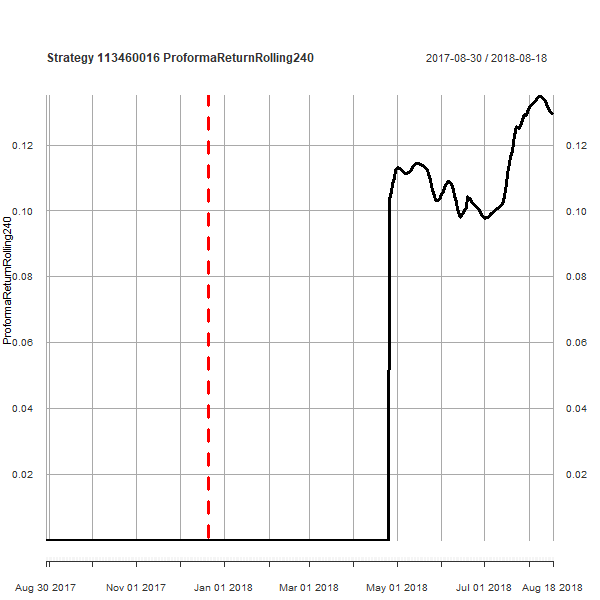 Strategy 113460016 ProformaReturnRolling240
2017-08-30 / 2018-08-18
0.12
0.12
0.10
0.10
ProformaReturnRolling240
0.08
0.08
0.06
0.06
0.04
0.04
0.02
0.02
Aug 30 2017
Nov 01 2017
Jan 01 2018
Mar 01 2018
May 01 2018
Jul 01 2018
Aug 18 2018